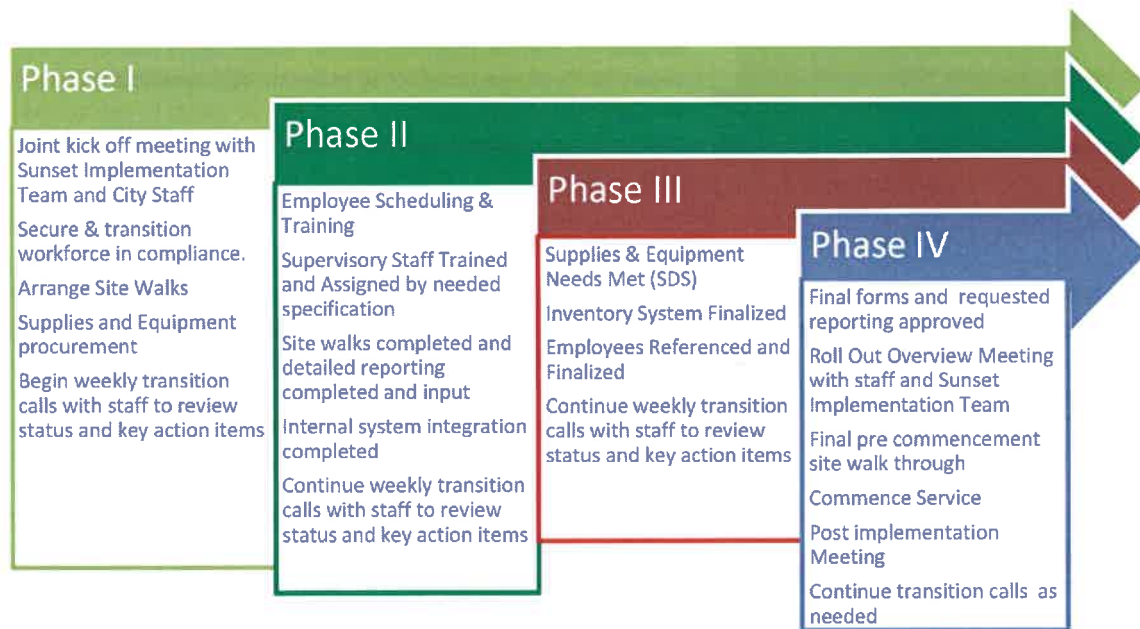 Phase I
Joint kick off meeting with
Sunset Implementation
Team and City Staff
Secure & transition
workforce in compliance.
Arrange Site Walks
Supplies and Equipment
procurement
Begin weekly transition
calls with staff to review
status and key action items
Phase II
Employee Scheduling &
Training
Supervisory Staff Trained
and Assigned by needed
specification
Site walks completed and
detailed reporting
completed and input
Internal system integration
completed
Continue weekly transition
calls with staff to review
status and key action items
Phase III
Supplies & Equipment
Needs Met (SDS)
Inventory System Finalized
Employees Referenced and
Finalized
Continue weekly transition
calls with staff to review
status and key action items
Phase IV
Final forms and requested
reporting approved
Roll Out Overview Meeting
with staff and Sunset
Implementation Team
Final pre commencement
site walk through
Commence Service
Post implementation
Meeting
Continue transition calls as
needed